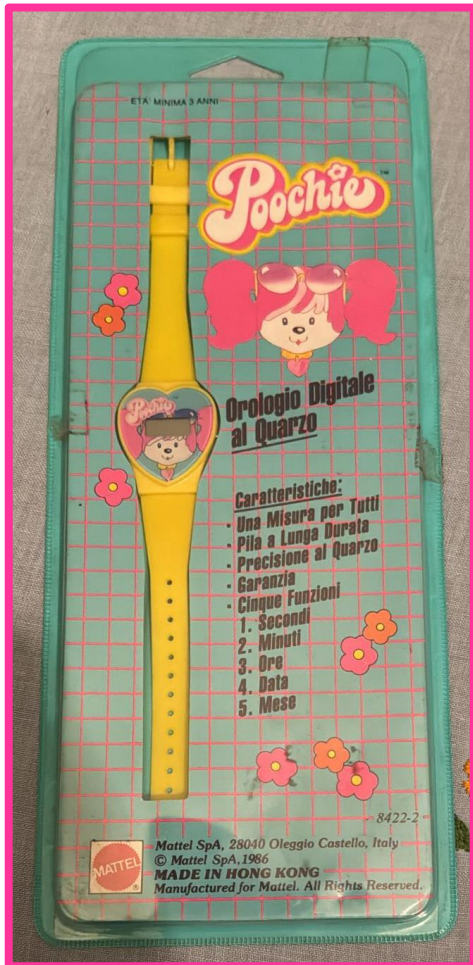 ETA' MINIMA 3 ANNI
Poochie™
Poochie
Orologio Digitale
al Quarzo
Caratteristiche:
· Una Misura per Tutti
· Pila a Lunga Durata
· Precisione al Quarzo
· Garanzia
· Cinque Funzioni
1. Secondi
2. Minuti
3. Ore
4. Data
5. Mese
8422-2
MATTEL®
Mattel SpA, 28040 Oleggio Castello, Italy
© Mattel SpA, 1986
MADE IN HONG KONG
Manufactured for Mattel. All Rights Reserved.